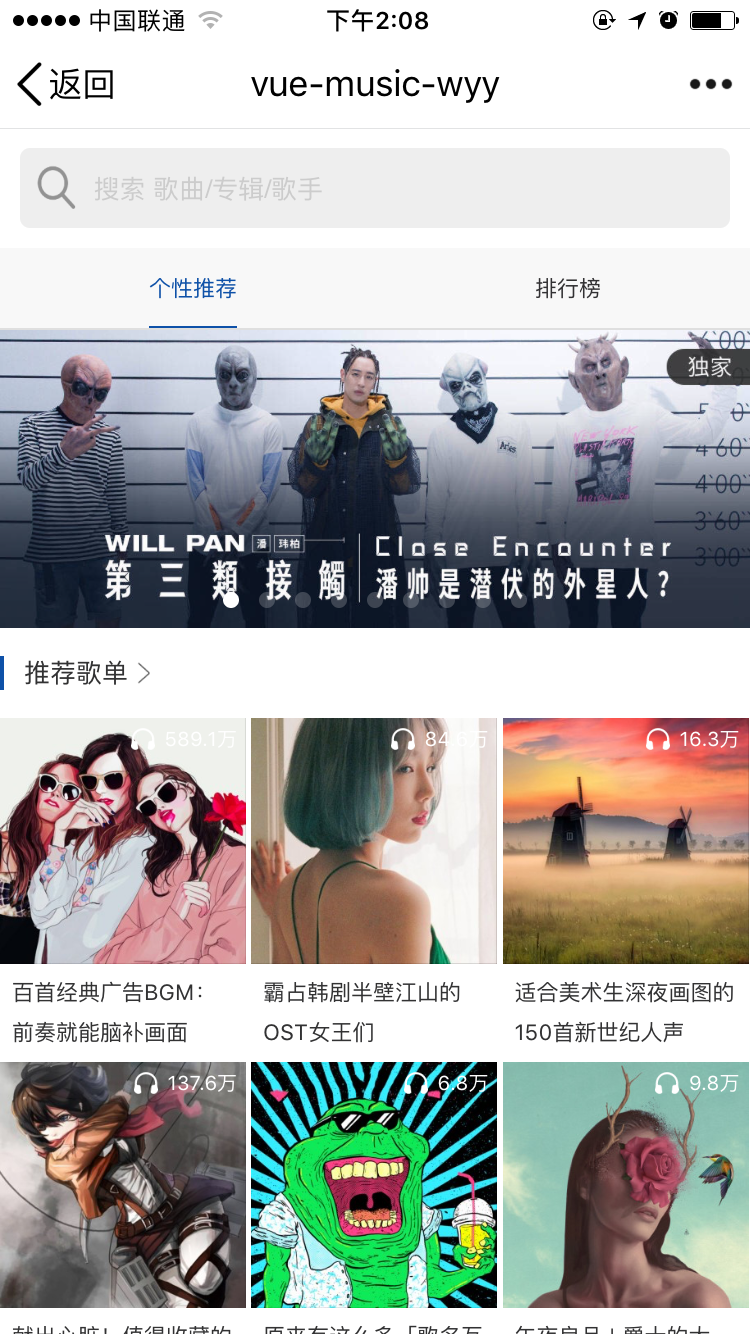 中国联通
下午2:08
返回
vue-music-wyy
搜索 歌曲/专辑/歌手
个性推荐
排行榜
独家
WILL PAN 潘 玮柏
第三類接觸
Close Encounter
潘帅是潜伏的外星人?
推荐歌单
589.1万
84.6万
16.3万
百首经典广告BGM:
前奏就能脑补画面
霸占韩剧半壁江山的
OST女王们
适合美术生深夜画图的
150首新世纪人声
137.6万
6.8万
9.8万